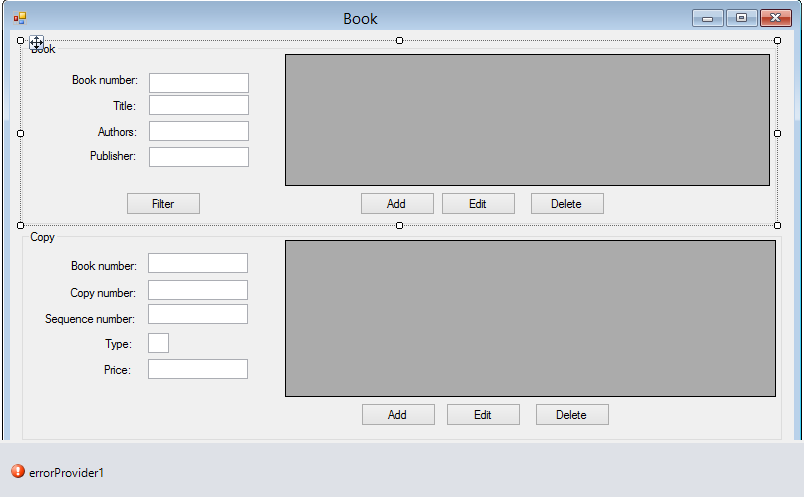 Book
Book
Book number:
Title:
Authors:
Publisher:
Filter
Add
Edit
Delete
Copy
Book number:
Copy number:
Sequence number:
Type:
Price:
Add
Edit
Delete
errorProvider1